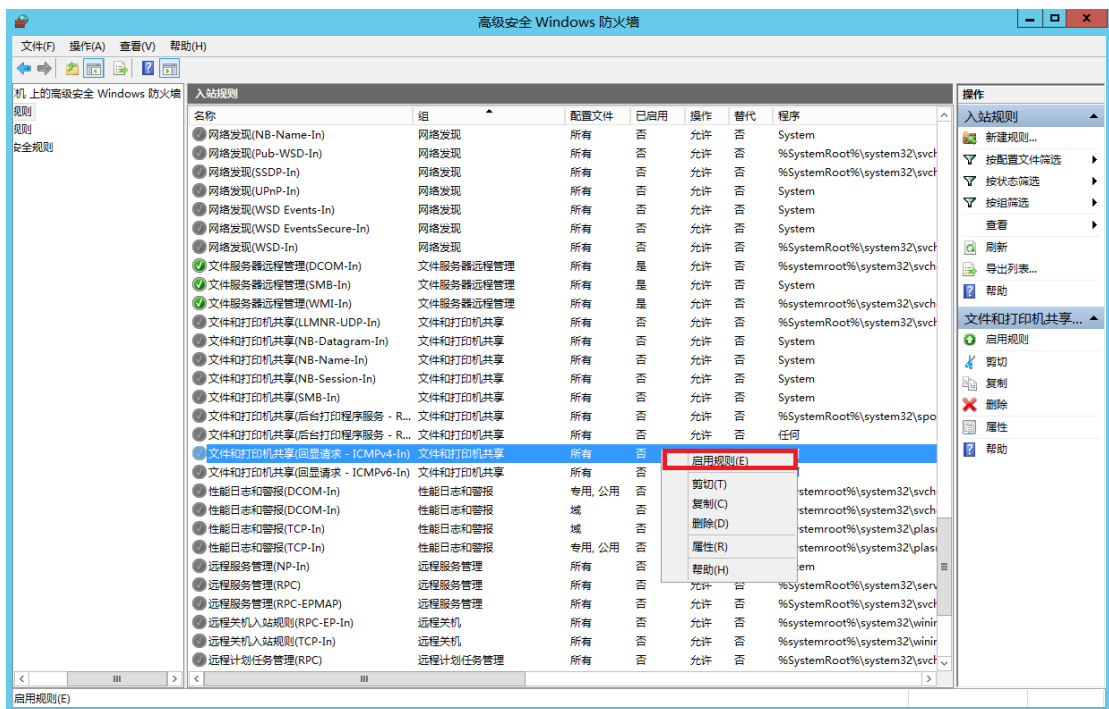 高级安全 Windows 防火墙
文件(F) 操作(A) 查看(V) 帮助(H)
机 上的高级安全 Windows 防火墙
规则
规则
安全规则
入站规则
名称 组 配置文件 已启用 操作 替代 程序
网络发现(NB-Name-In) 网络发现 所有 否 允许 否 System
网络发现(Pub-WSD-In) 网络发现 所有 否 允许 否 %SystemRoot%\system32\svch
网络发现(SSDP-In) 网络发现 所有 否 允许 否 %SystemRoot%\system32\svch
网络发现(UPnP-In) 网络发现 所有 否 允许 否 System
网络发现(WSD Events-In) 网络发现 所有 否 允许 否 System
网络发现(WSD EventsSecure-In) 网络发现 所有 否 允许 否 System
网络发现(WSD-In) 网络发现 所有 否 允许 否 %SystemRoot%\system32\svch
文件服务器远程管理(DCOM-In) 文件服务器远程管理 所有 是 允许 否 %systemroot%\system32\svch
文件服务器远程管理(SMB-In) 文件服务器远程管理 所有 是 允许 否 System
文件服务器远程管理(WMI-In) 文件服务器远程管理 所有 是 允许 否 %systemroot%\system32\svch
文件和打印机共享(LLMNR-UDP-In) 文件和打印机共享 所有 否 允许 否 %SystemRoot%\system32\svch
文件和打印机共享(NB-Datagram-In) 文件和打印机共享 所有 否 允许 否 System
文件和打印机共享(NB-Name-In) 文件和打印机共享 所有 否 允许 否 System
文件和打印机共享(NB-Session-In) 文件和打印机共享 所有 否 允许 否 System
文件和打印机共享(SMB-In) 文件和打印机共享 所有 否 允许 否 System
文件和打印机共享(后台打印程序服务 - R... 文件和打印机共享 所有 否 允许 否 %SystemRoot%\system32\spo
文件和打印机共享(后台打印程序服务 - R... 文件和打印机共享 所有 否 允许 否 任何
文件和打印机共享(回显请求 - ICMPv4-In) 文件和打印机共享 所有 否
文件和打印机共享(回显请求 - ICMPv6-In) 文件和打印机共享 所有 否
性能日志和警报(DCOM-In) 性能日志和警报 专用, 公用 否 stemroot%\system32\svch
性能日志和警报(DCOM-In) 性能日志和警报 域 否 stemroot%\system32\svch
性能日志和警报(TCP-In) 性能日志和警报 域 否 stemroot%\system32\plas
性能日志和警报(TCP-In) 性能日志和警报 专用, 公用 否 stemroot%\system32\plas
远程服务管理(NP-In) 远程服务管理 所有 否 em
远程服务管理(RPC) 远程服务管理 所有 否 允许 否 %SystemRoot%\system32\serv
远程服务管理(RPC-EPMAP) 远程服务管理 所有 否 允许 否 %SystemRoot%\system32\svch
远程关机入站规则(RPC-EP-In) 远程关机 所有 否 允许 否 %systemroot%\system32\winir
远程关机入站规则(TCP-In) 远程关机 所有 否 允许 否 %systemroot%\system32\winir
远程计划任务管理(RPC) 远程计划任务管理 所有 否 允许 否 %SystemRoot%\system32\svch
启用规则(E)
剪切(T)
复制(C)
删除(D)
属性(R)
帮助(H)
操作
入站规则
新建规则...
按配置文件筛选
按状态筛选
按组筛选
查看
刷新
导出列表...
帮助
文件和打印机共享...
启用规则
剪切
复制
删除
属性
帮助
启用规则(E)